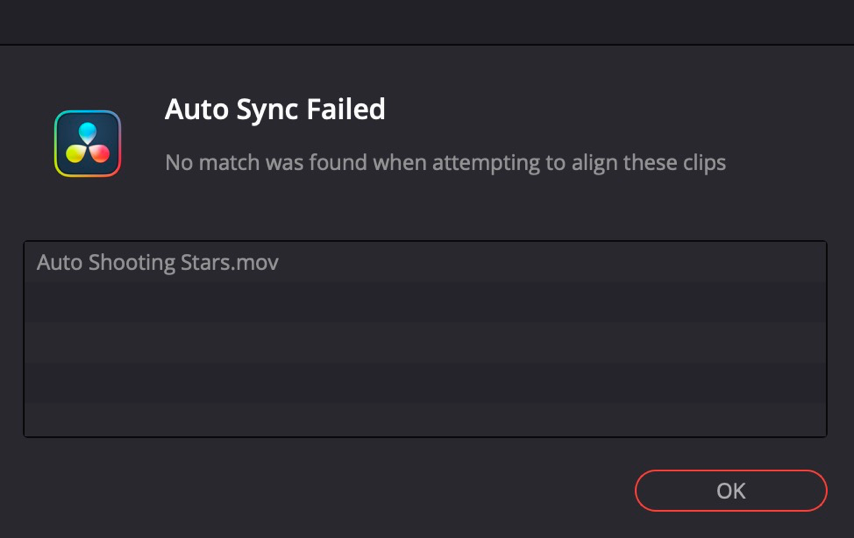 Auto Sync Failed
No match was found when attempting to align these clips
Auto Shooting Stars.mov
OK